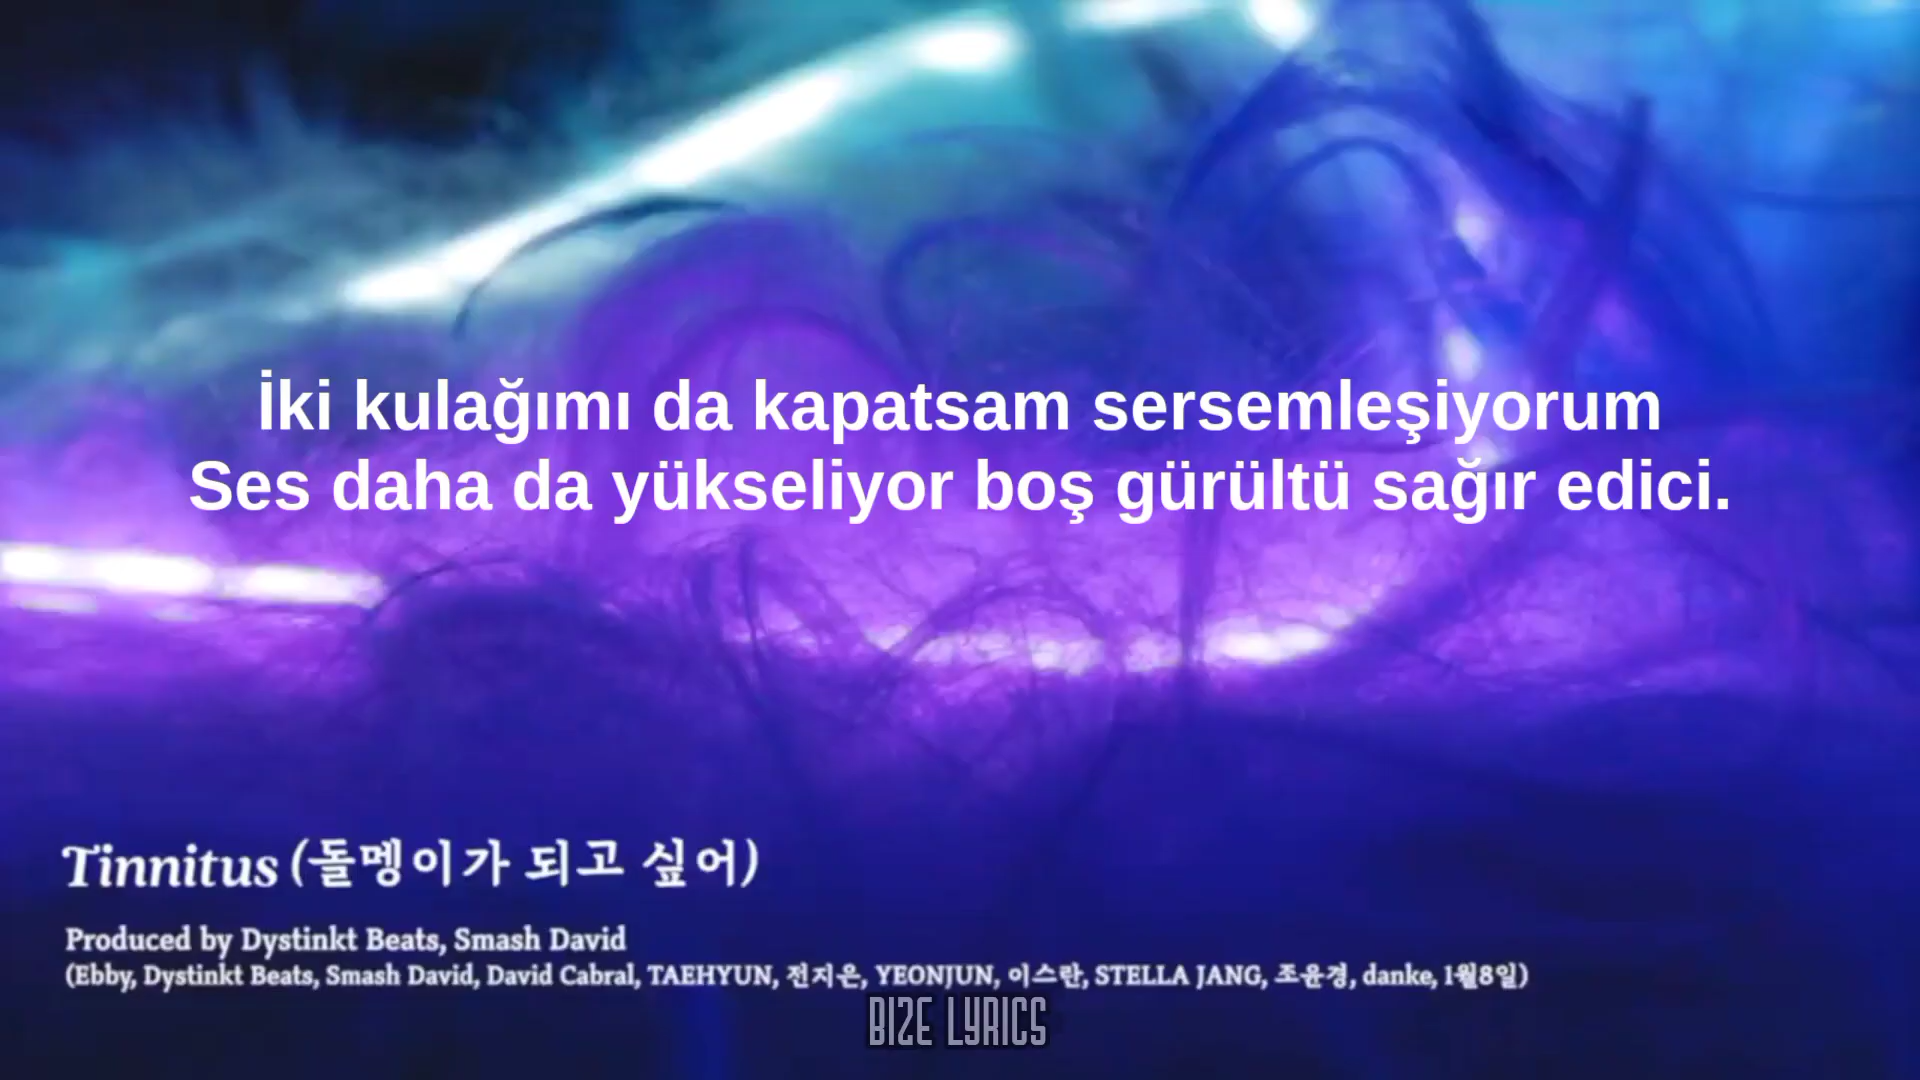 İki kulağımı da kapatsam sersemleşiyorum
Ses daha da yükseliyor boş gürültü sağır edici.
Tinnitus (돌멩이가 되고 싶어)
Produced by Dystinkt Beats, Smash David
(Ebby, Dystinkt Beats, Smash David, David Cabral, TAEHYUN, 전지은, YEONJUN, 이스란, STELLA JANG, 조윤경, danke, 1월8일)
BIZE LYRICS